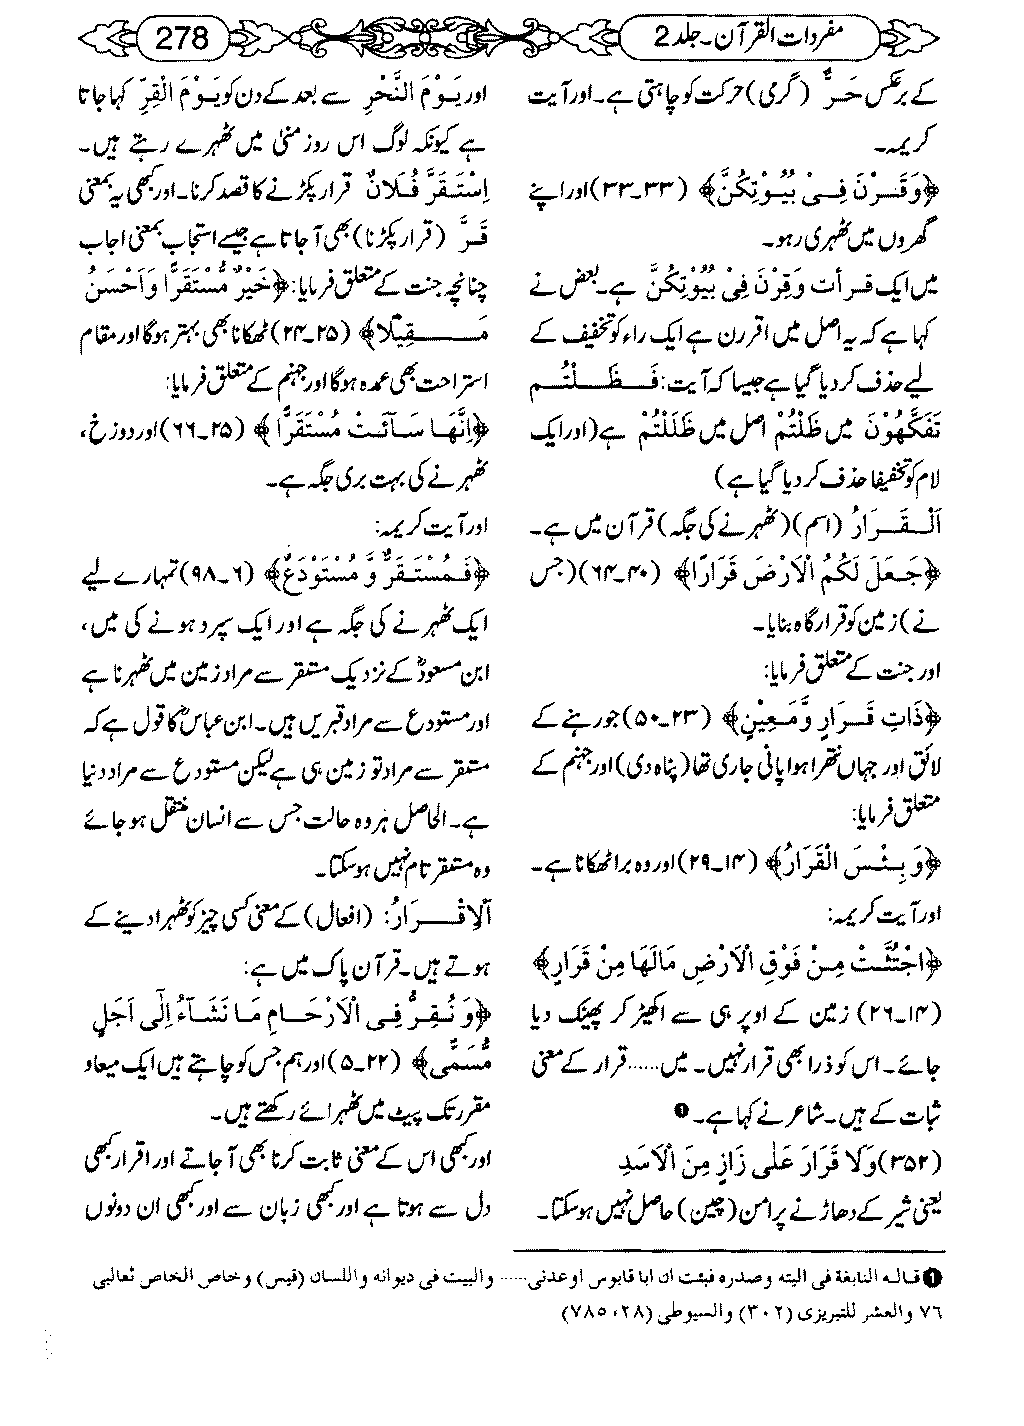 مفردات القرآن۔ جلد 2
278
کے برعکس حَرٌّ (گرمی) حرکت کو چاہتی ہے۔ اور آیت
کریمہ۔
﴿وَقَرْنَ فِیْ بُیُوْتِکُنَّ﴾ (۳۳۔۳۳) اور اپنے
گھروں میں ٹھہری رہو۔
میں ایک قرأت وَقِرْنَ فِیْ بُیُوْتِکُنَّ ہے۔ بعض نے
کہا ہے کہ یہ اصل میں اقررن ہے ایک راء کو تخفیف کے
لیے حذف کر دیا گیا ہے جیسا کہ آیت: فَظَلْتُمْ
تَفَکَّهُوْنَ میں ظَلْتُمْ اصل میں ظَلَلْتُمْ ہے (اور ایک
لام کو تخفیفا حذف کر دیا گیا ہے)
اَلْقَرَارُ (اسم) (ٹھہرنے کی جگہ) قرآن میں ہے۔
﴿جَعَلَ لَکُمُ الْاَرْضَ قَرَارًا﴾ (۴۰۔۶۴) (جس
نے) زمین کو قرار گاہ بنایا۔
اور جنت کے متعلق فرمایا:
﴿ذَاتِ قَرَارٍ وَّمَعِیْنٍ﴾ (۲۳۔۵۰) جو رہنے کے
لائق اور جہاں نتھرا ہوا پانی جاری تھا (پناہ دی) اور جہنم کے
متعلق فرمایا:
﴿وَبِئْسَ الْقَرَارُ﴾ (۱۴۔۲۹) اور وہ برا ٹھکانا ہے۔
اور آیت کریمہ:
﴿اجْتُثَّتْ مِنْ فَوْقِ الْاَرْضِ مَالَهَا مِنْ قَرَارٍ﴾
(۱۴۔۲۶) زمین کے اوپر ہی سے اکھیڑ کر پھینک دیا
جائے۔ اس کو ذرا بھی قرار نہیں۔ میں...... قرار کے معنی
ثبات کے ہیں۔ شاعر نے کہا ہے۔ ❶
(۳۵۲) وَلَا قَرَارَ عَلٰی زَارٍ مِنَ الْاَسَدِ
یعنی شیر کے دھاڑنے پر امن (چین) حاصل نہیں ہو سکتا۔
اور یَوْمَ النَّحْرِ سے بعد کے دن کو یَوْمَ الْقِرِّ کہا جاتا
ہے کیونکہ لوگ اس روز منیٰ میں ٹھہرے رہتے ہیں۔
اِسْتَقَرَّ فُلَانٌ قرار پکڑنے کا قصد کرنا۔ اور کبھی یہ بمعنی
قَرَّ (قرار پکڑنا) بھی آ جاتا ہے جیسے استجاب بمعنی اجاب
چنانچہ جنت کے متعلق فرمایا: ﴿خَیْرٌ مُّسْتَقَرًّا وَاَحْسَنُ
مَقِیْلًا﴾ (۲۵۔۲۴) ٹھکانا بھی بہتر ہوگا اور مقام
استراحت بھی عمدہ ہوگا اور جہنم کے متعلق فرمایا:
﴿اِنَّهَا سَآئَتْ مُسْتَقَرًّا﴾ (۲۵۔۶۶) اور دوزخ،
ٹھہرنے کی بہت بری جگہ ہے۔
اور آیت کریمہ:
﴿فَمُسْتَقَرٌّ وَّ مُسْتَوْدَعٌ﴾ (۶۔۹۸) تمہارے لیے
ایک ٹھہرنے کی جگہ ہے اور ایک سپرد ہونے کی میں،
ابن مسعودؓ کے نزدیک مستقر سے مراد زمین میں ٹھہرنا ہے
اور مستودع سے مراد قبریں ہیں۔ ابن عباسؓ کا قول ہے کہ
مستقر سے مراد تو زمین ہی ہے لیکن مستودع سے مراد دنیا
ہے۔ الحاصل ہر وہ حالت جس سے انسان منتقل ہو جائے
وہ مستقر تام نہیں ہو سکتا۔
اَلْاِقْرَارُ: (افعال) کے معنی کسی چیز کو ٹھہرا دینے کے
ہوتے ہیں۔ قرآن پاک میں ہے:
﴿وَنُقِرُّ فِی الْاَرْحَامِ مَا نَشَآءُ اِلٰٓی اَجَلٍ
مُّسَمًّی﴾ (۲۲۔۵) اور ہم جس کو چاہتے ہیں ایک میعاد
مقرر تک پیٹ میں ٹھہرائے رکھتے ہیں۔
اور کبھی اس کے معنی ثابت کرنا بھی آ جاتے اور اقرار کبھی
دل سے ہوتا ہے اور کبھی زبان سے اور کبھی ان دونوں
❶ قاله النابغة فی الیته وصدره فبئت ان ابا قابوس اوعدنی..... والبیت فی دیوانه واللسان (قیس) وخاص الخاص ثعالبی
۷۶ والعشر للتبریزی (۳۰۲) والسیوطی (۲۸، ۷۸۵)